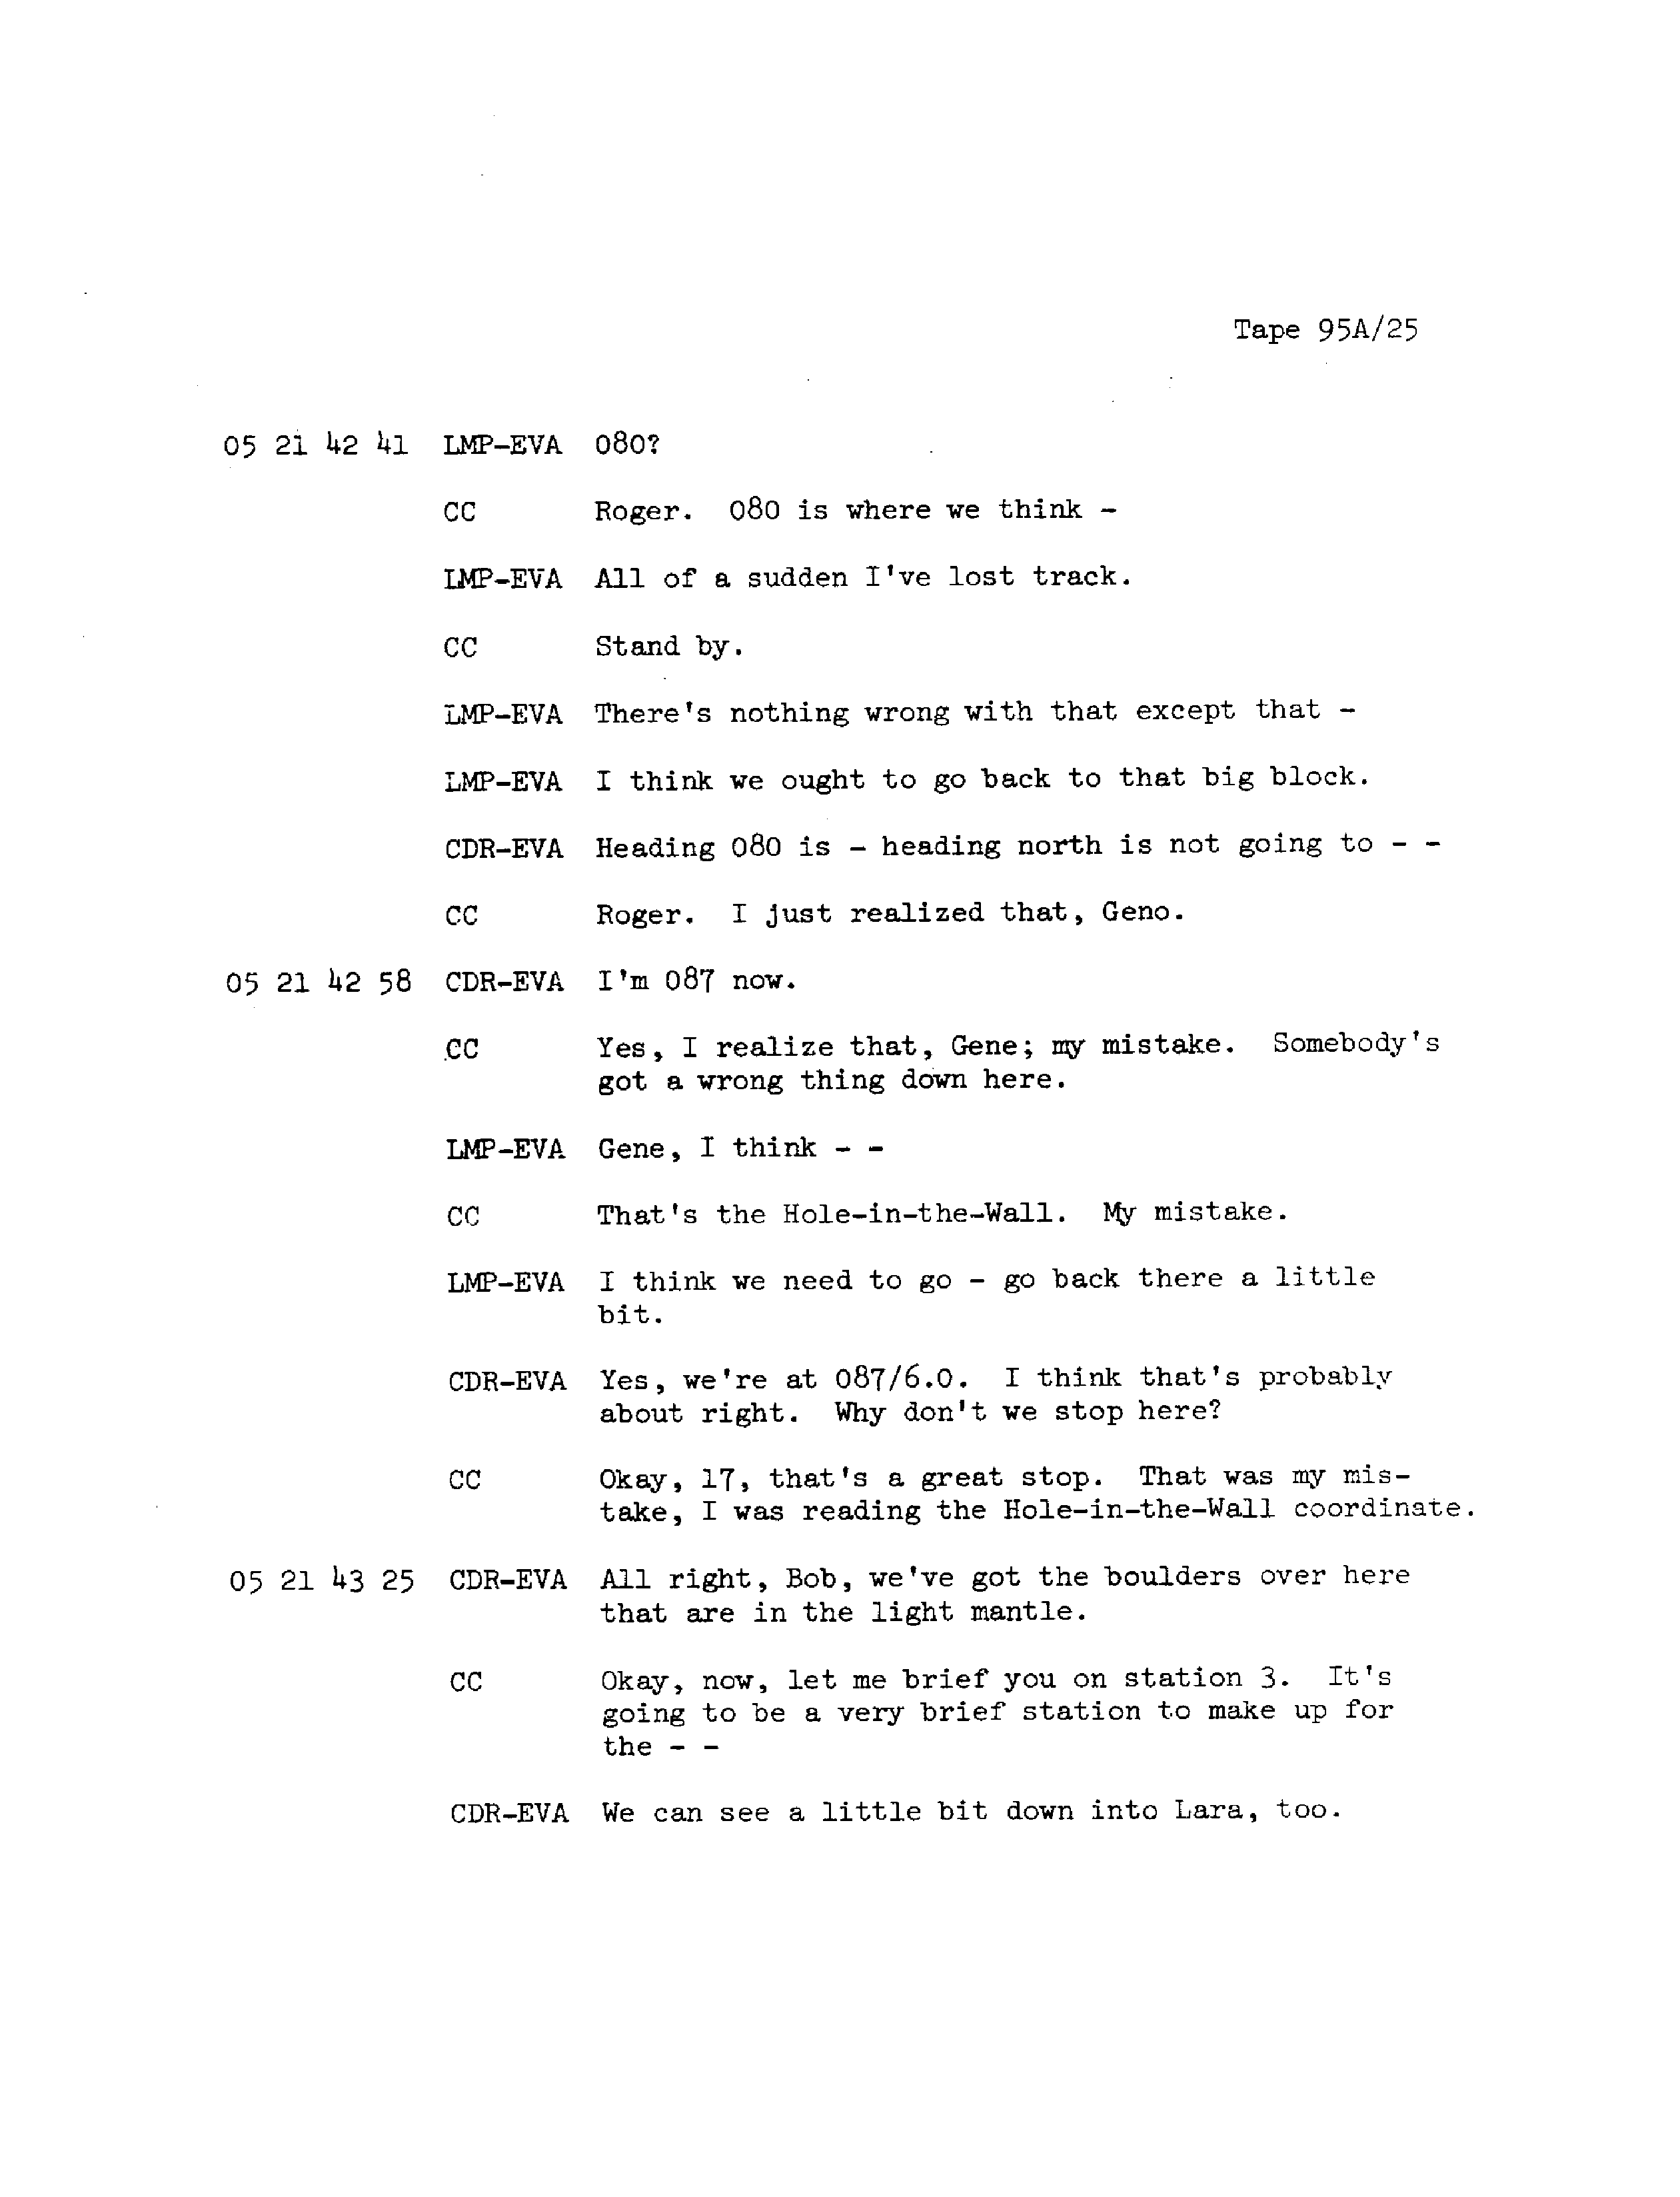 Tape 95A/25
05 21 42 41 LMP-EVA 080?
CC Roger. 080 is where we think -
LMP-EVA All of a sudden I've lost track.
CC Stand by.
LMP-EVA There's nothing wrong with that except that -
LMP-EVA I think we ought to go back to that big block.
CDR-EVA Heading 080 is - heading north is not going to - -
CC Roger. I just realized that, Geno.
05 21 42 58 CDR-EVA I'm 087 now.
CC Yes, I realize that, Gene; my mistake. Somebody's
got a wrong thing down here.
LMP-EVA Gene, I think - -
CC That's the Hole-in-the-Wall. My mistake.
LMP-EVA I think we need to go - go back there a little
bit.
CDR-EVA Yes, we're at 087/6.0. I think that's probably
about right. Why don't we stop here?
CC Okay, 17, that's a great stop. That was my mis-
take, I was reading the Hole-in-the-Wall coordinate.
05 21 43 25 CDR-EVA All right, Bob, we've got the boulders over here
that are in the light mantle.
CC Okay, now, let me brief you on station 3. It's
going to be a very brief station to make up for
the - -
CDR-EVA We can see a little bit down into Lara, too.